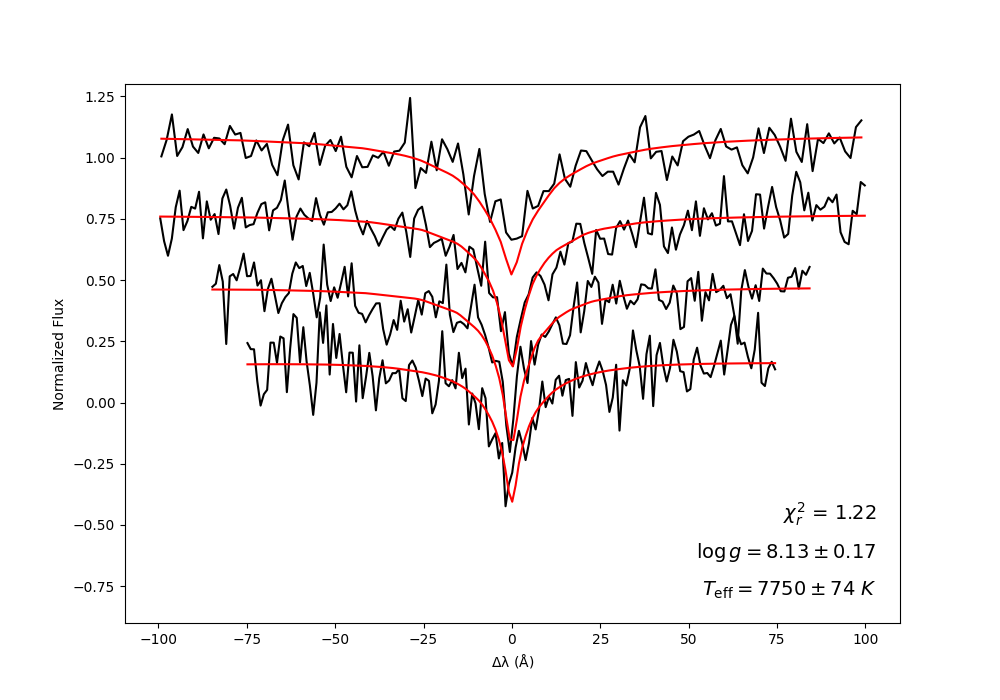 1.25
1.00
0.75
0.50
0.25
0.00
−0.25
−0.50
−0.75
Normalized Flux
χ²ᵣ = 1.22
log g = 8.13 ± 0.17
T_eff = 7750 ± 74 K
−100 −75 −50 −25 0 25 50 75 100
Δλ (Å)